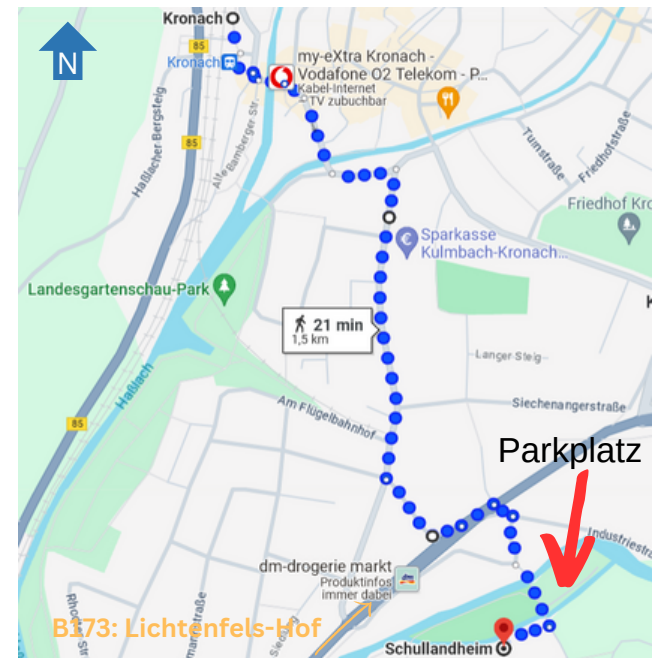 Kronach
N
85
Kronach
my-eXtra Kronach -
Vodafone O2 Telekom - P...
Kabel-Internet
TV zubuchbar
Haßlacher Bergsteig
85
Alte Bamberger Str.
Turnstraße
Friedhofstraße
Friedhof Kro
Sparkasse
Kulmbach-Kronach...
Landesgartenschau-Park
K
21 min
1,5 km
Langer-Steig
Haßlach
Am Flügelbahnhof
Siechenangerstraße
85
Parkplatz
Industriestra
dm-drogerie markt
Produktinfos
immer dabei
B173: Lichtenfels-Hof
Schullandheim